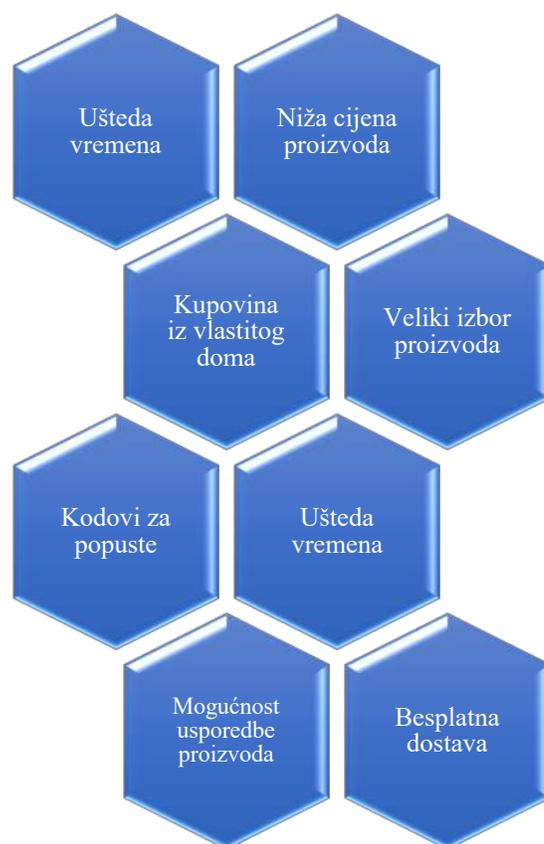 Ušteda
vremena
Niža cijena
proizvoda
Kupovina
iz vlastitog
doma
Veliki izbor
proizvoda
Kodovi za
popuste
Ušteda
vremena
Mogućnost
usporedbe
proizvoda
Besplatna
dostava